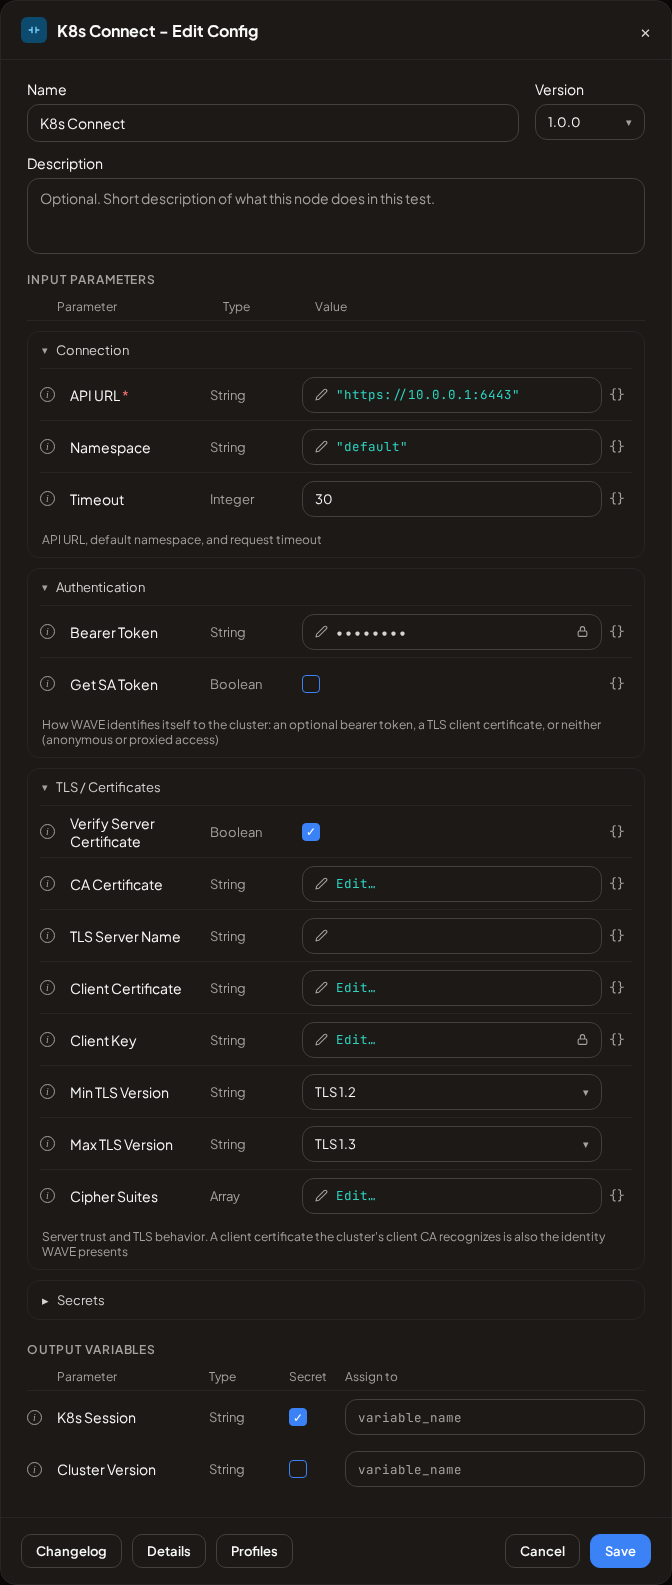 K8s Connect – Edit Config
×
Name
Version
K8s Connect
1.0.0
Description
Optional. Short description of what this node does in this test.
INPUT PARAMETERS
Parameter Type Value
Connection
API URL * String "https://10.0.0.1:6443" {}
Namespace String "default" {}
Timeout Integer 30 {}
API URL, default namespace, and request timeout
Authentication
Bearer Token String •••••••• {}
Get SA Token Boolean {}
How WAVE identifies itself to the cluster: an optional bearer token, a TLS client certificate, or neither
(anonymous or proxied access)
TLS / Certificates
Verify Server
Certificate
Boolean {}
CA Certificate String Edit… {}
TLS Server Name String {}
Client Certificate String Edit… {}
Client Key String Edit… {}
Min TLS Version String TLS 1.2
Max TLS Version String TLS 1.3
Cipher Suites Array Edit… {}
Server trust and TLS behavior. A client certificate the cluster's client CA recognizes is also the identity
WAVE presents
Secrets
OUTPUT VARIABLES
Parameter Type Secret Assign to
K8s Session String variable_name
Cluster Version String variable_name
Changelog Details Profiles Cancel Save